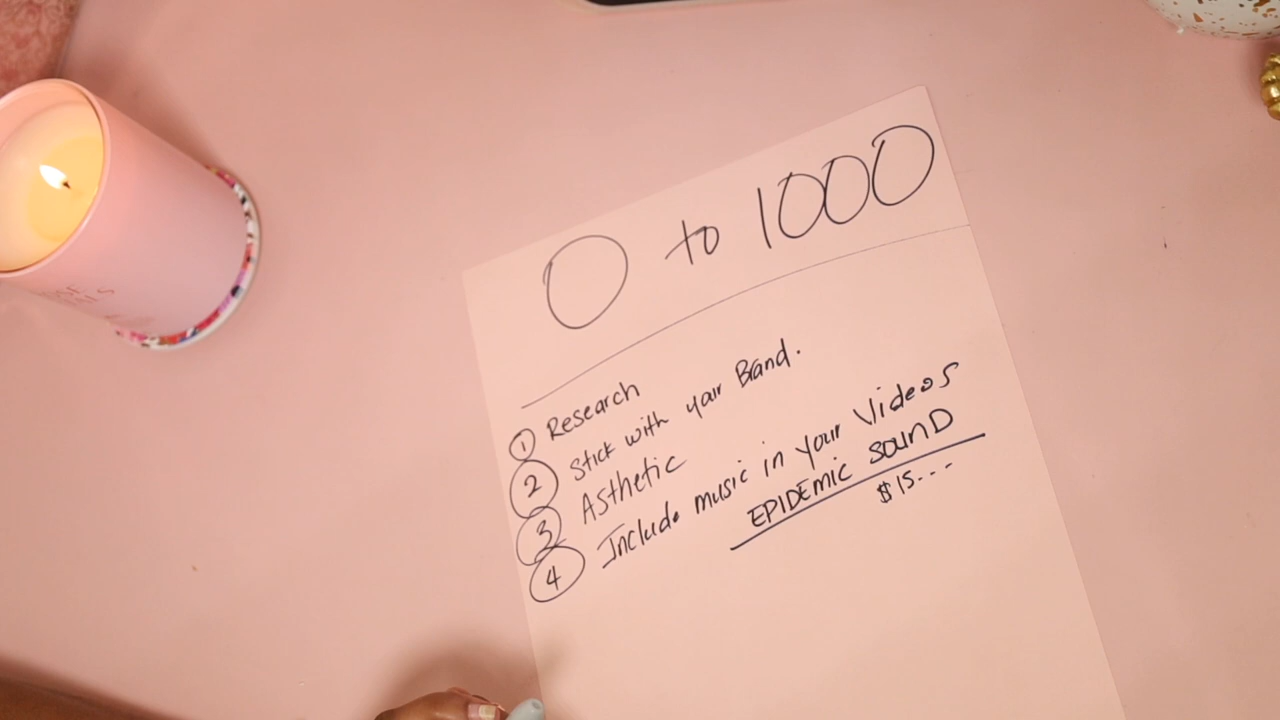 0 to 1000
1 Research
2 Stick with your Brand.
3 Asthetic
4 Include music in your Videos
EPIDEMIC SOUND
$15---